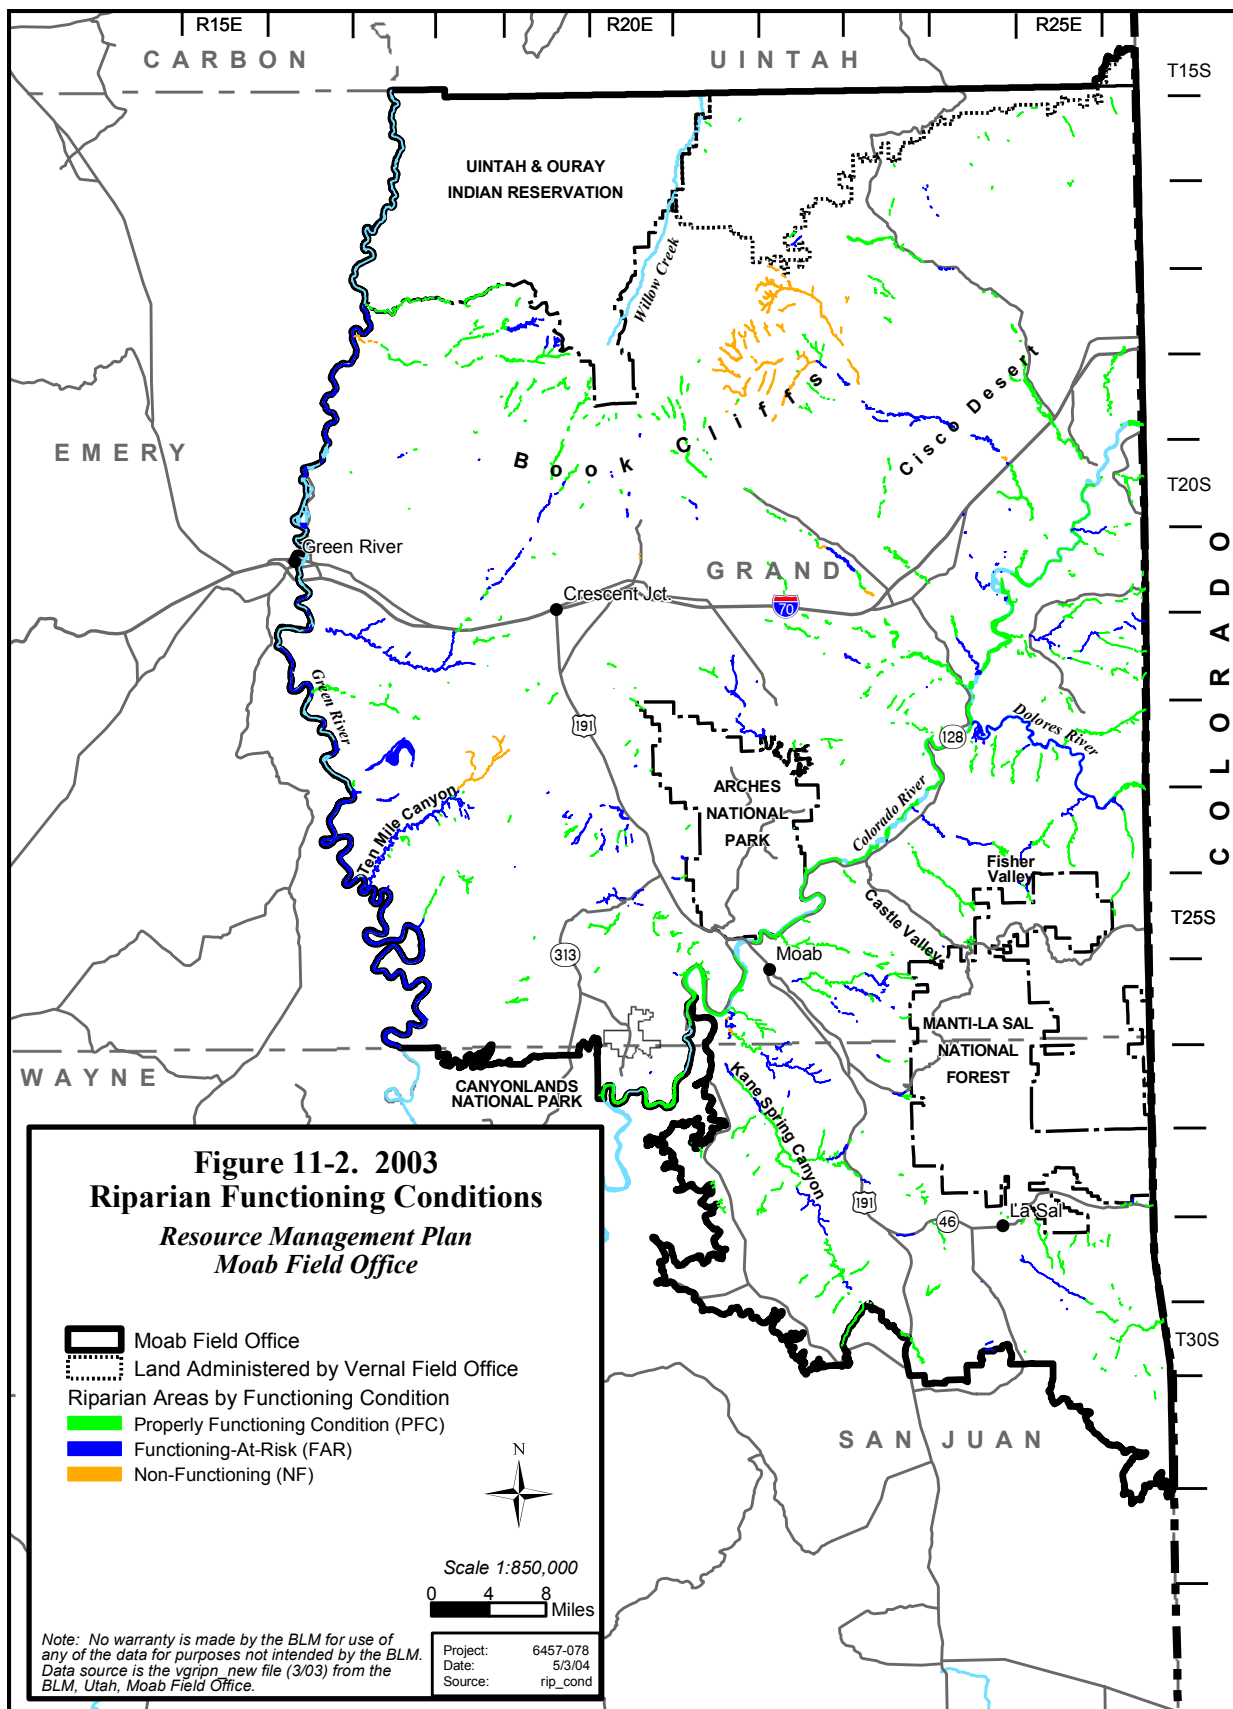 R15E
R20E
R25E
CARBON
UINTAH
T15S
UINTAH & OURAY
INDIAN RESERVATION
Willow Creek
Book Cliffs
Cisco Desert
EMERY
T20S
Green River
GRAND
Crescent Jct.
70
COLORADO
Green River
191
128
Dolores River
ARCHES
NATIONAL
PARK
Colorado River
Ten Mile Canyon
Fisher
Valley
Castle Valley
T25S
313
Moab
MANTI-LA SAL
NATIONAL
FOREST
WAYNE
CANYONLANDS
NATIONAL PARK
Kane Spring Canyon
191
46
La Sal
T30S
SAN JUAN
Figure 11-2. 2003
Riparian Functioning Conditions
Resource Management Plan
Moab Field Office
Moab Field Office
Land Administered by Vernal Field Office
Riparian Areas by Functioning Condition
Properly Functioning Condition (PFC)
Functioning-At-Risk (FAR)
Non-Functioning (NF)
N
Scale 1:850,000
0 4 8
Miles
Note: No warranty is made by the BLM for use of
any of the data for purposes not intended by the BLM.
Data source is the vgripn_new file (3/03) from the
BLM, Utah, Moab Field Office.
Project: 6457-078
Date: 5/3/04
Source: rip_cond